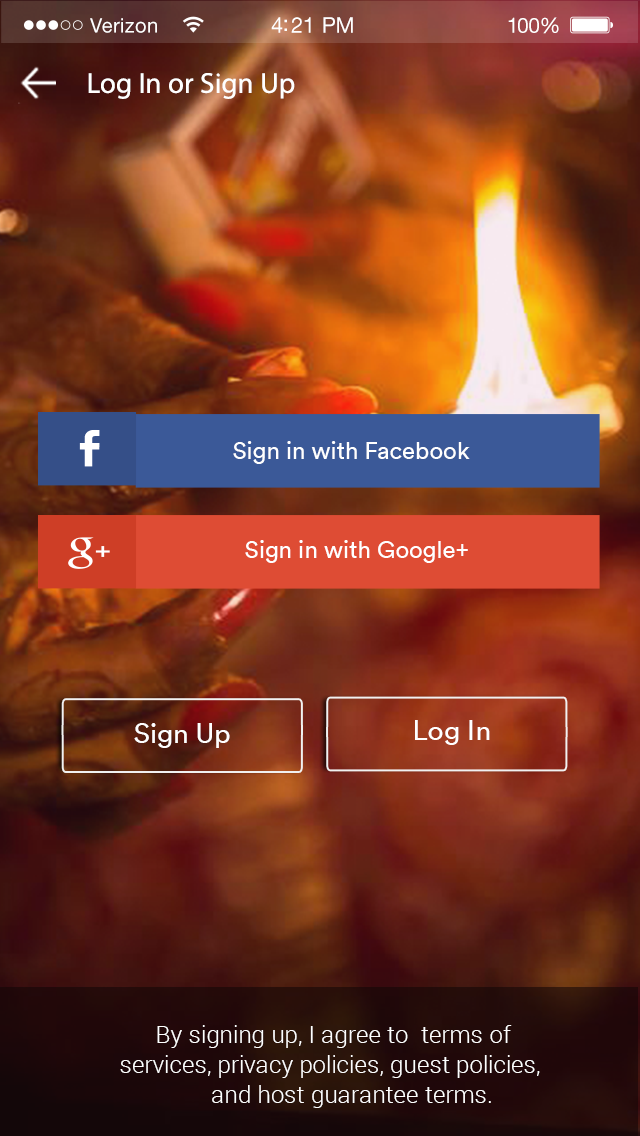 Verizon 4:21 PM 100%
Log In or Sign Up
f Sign in with Facebook
g+ Sign in with Google+
Sign Up Log In
By signing up, I agree to terms of
services, privacy policies, guest policies,
and host guarantee terms.